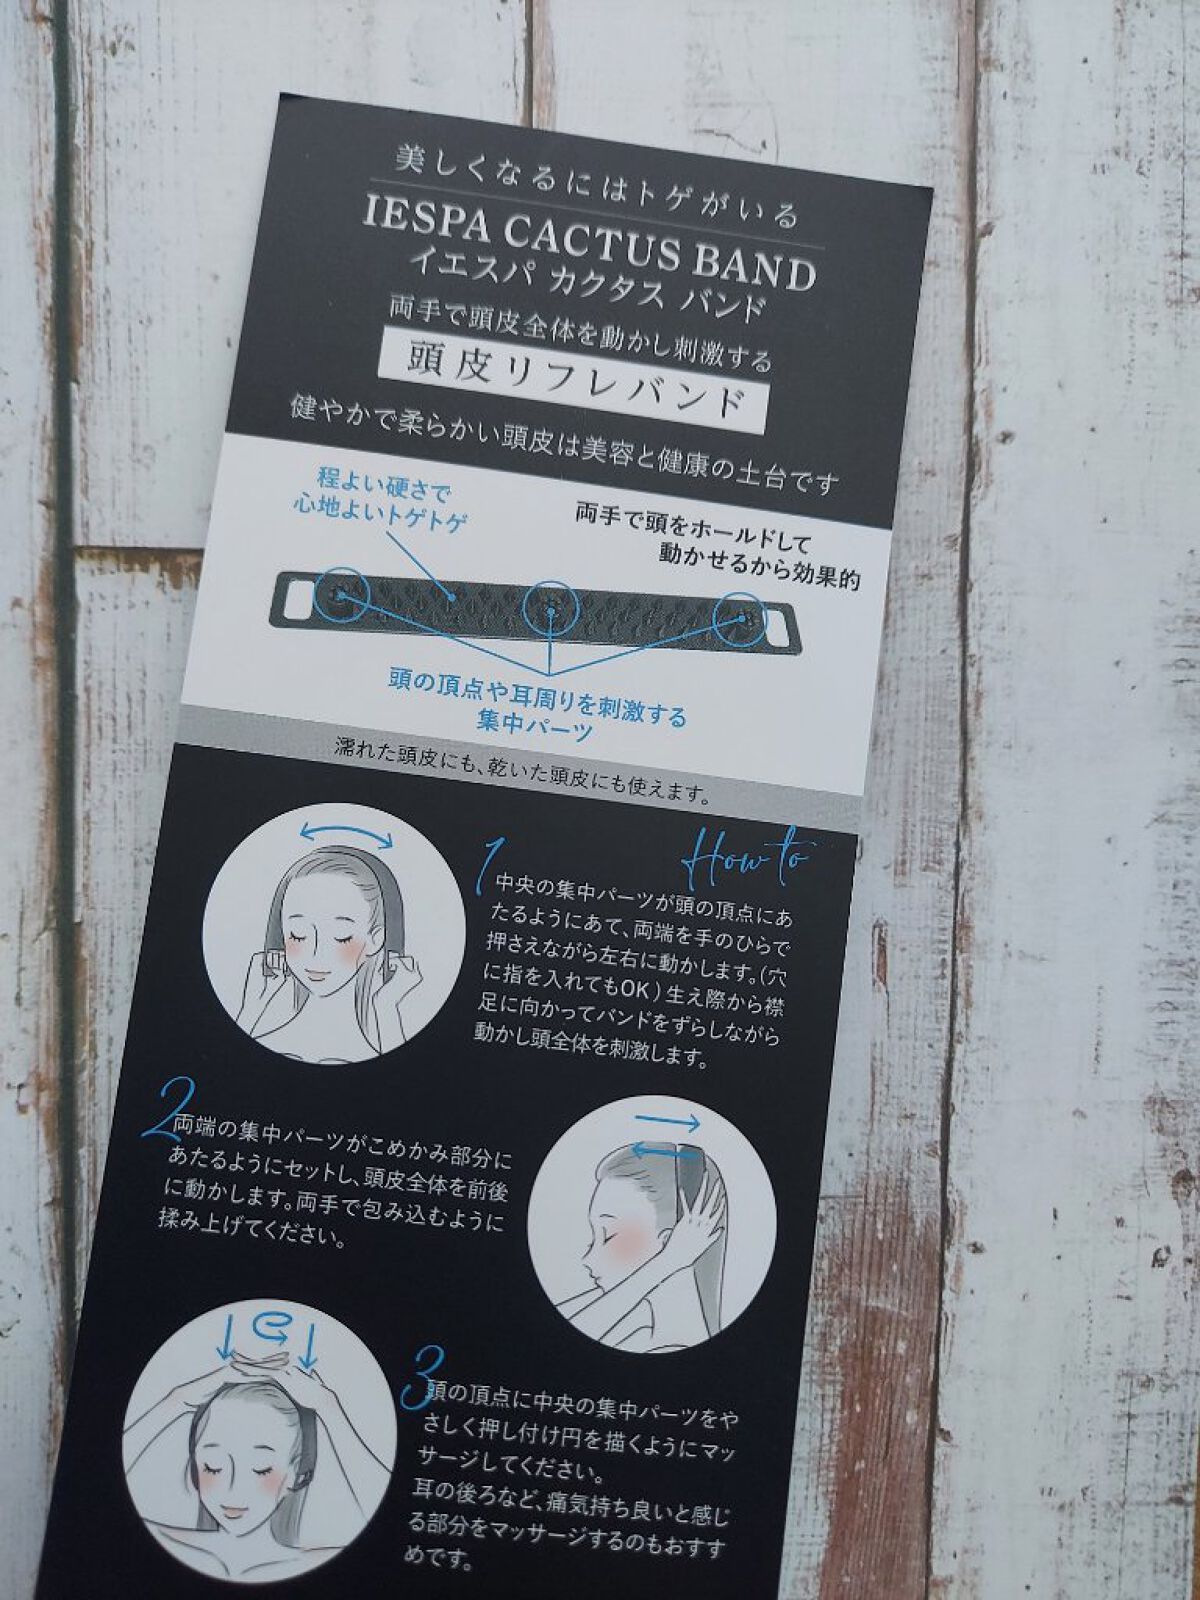 美しくなるにはトゲがいる
IESPA CACTUS BAND
イエスパ カクタス バンド
両手で頭皮全体を動かし刺激する
頭皮リフレバンド
健やかで柔らかい頭皮は美容と健康の土台です
程よい硬さで
心地よいトゲトゲ
両手で頭をホールドして
動かせるから効果的
頭の頂点や耳周りを刺激する
集中パーツ
濡れた頭皮にも、乾いた頭皮にも使えます。
How to
1
中央の集中パーツが頭の頂点にあ
たるようにあて、両端を手のひらで
押さえながら左右に動かします。(穴
に指を入れてもOK)生え際から襟
足に向かってバンドをずらしながら
動かし頭全体を刺激します。
2
両端の集中パーツがこめかみ部分に
あたるようにセットし、頭皮全体を前後
に動かします。両手で包み込むように
揉み上げてください。
3
頭の頂点に中央の集中パーツをや
さしく押し付け円を描くようにマッ
サージしてください。
耳の後ろなど、痛気持ち良いと感じ
る部分をマッサージするのもおすす
めです。